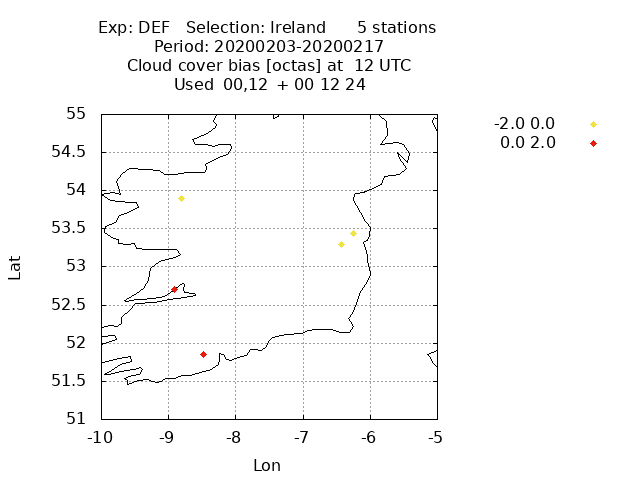 Exp: DEF Selection: Ireland 5 stations
Period: 20200203-20200217
Cloud cover bias [octas] at 12 UTC
Used 00,12 + 00 12 24
-2.0 0.0
0.0 2.0
55
54.5
54
53.5
53
52.5
52
51.5
51
-10 -9 -8 -7 -6 -5
Lat
Lon